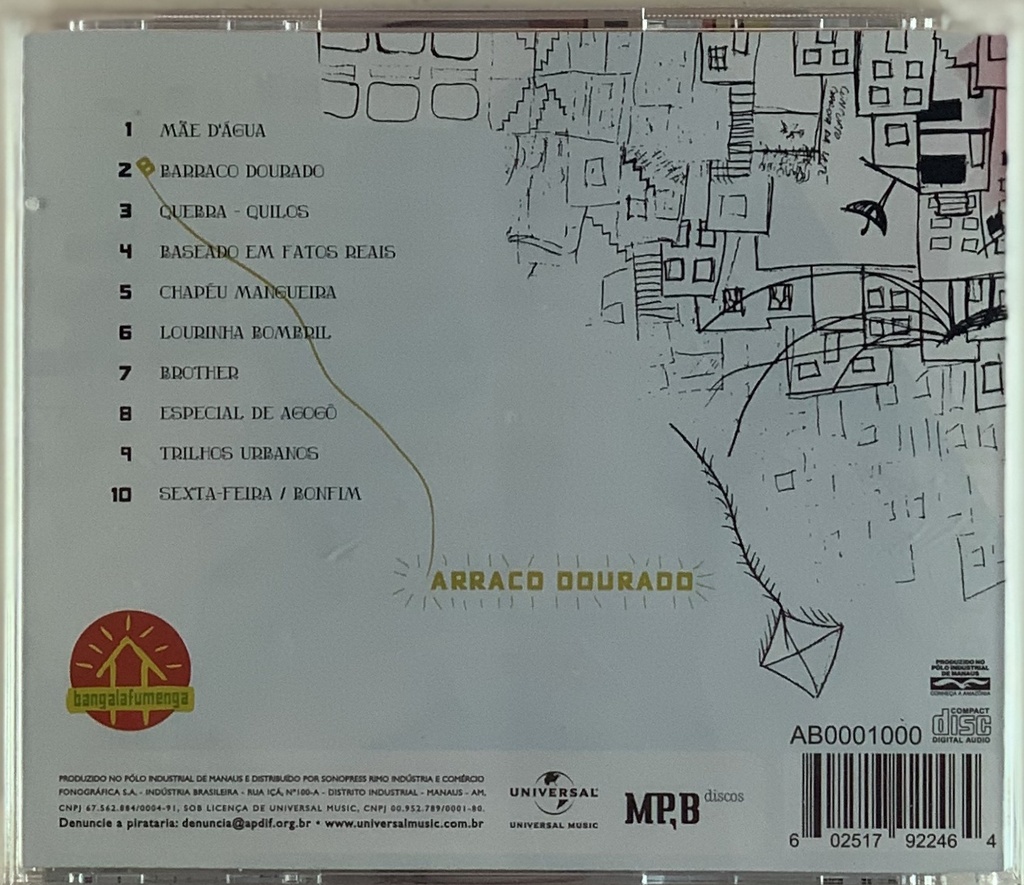 1 MÃE D'ÁGUA
2 BARRACO DOURADO
3 QUEBRA - QUILOS
4 BASEADO EM FATOS REAIS
5 CHAPÉU MANGUEIRA
6 LOURINHA BOMBRIL
7 BROTHER
8 ESPECIAL DE AGOGÔ
9 TRILHOS URBANOS
10 SEXTA-FEIRA / BONFIM
B
ARRACO DOURADO
bangalafumenga
PRODUZIDO NO
PÓLO INDUSTRIAL
DE MANAUS
CONHEÇA A AMAZÔNIA
COMPACT
disc
DIGITAL AUDIO
AB0001000
PRODUZIDO NO PÓLO INDUSTRIAL DE MANAUS E DISTRIBUÍDO POR SONOPRESS RIMO INDÚSTRIA E COMÉRCIO
FONOGRÁFICA S.A. - INDÚSTRIA BRASILEIRA - RUA IÇÁ, Nº100-A - DISTRITO INDUSTRIAL - MANAUS - AM,
CNPJ 67.562.884/0004-91, SOB LICENÇA DE UNIVERSAL MUSIC, CNPJ 00.952.789/0001-80.
Denuncie a pirataria: denuncia@apdif.org.br • www.universalmusic.com.br
UNIVERSAL
UNIVERSAL MUSIC
MP,B discos
6 02517 92246 4